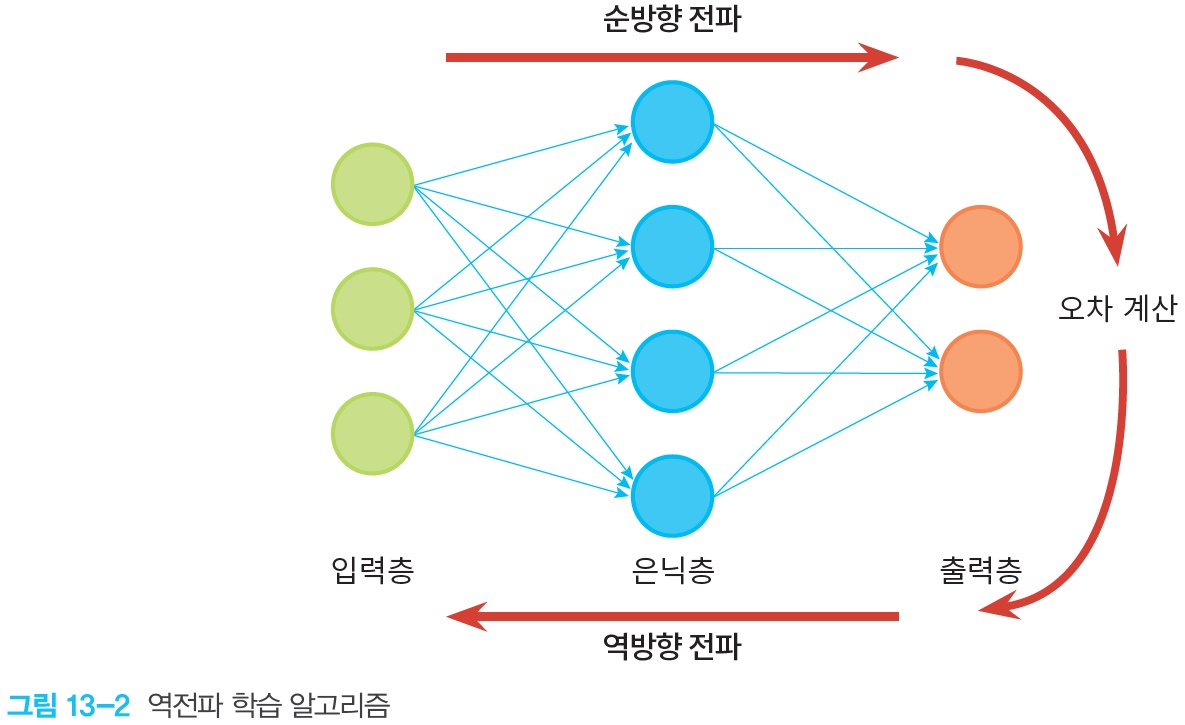 순방향 전파
오차 계산
입력층
은닉층
출력층
역방향 전파
그림 13-2 역전파 학습 알고리즘